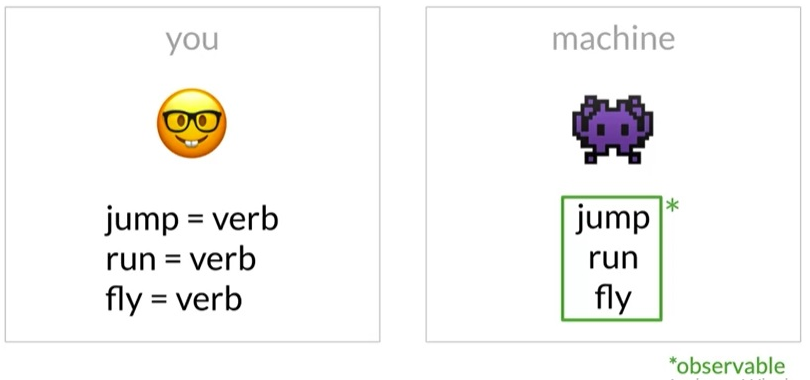 you
jump = verb
run = verb
fly = verb
machine
jump *
run
fly
*observable